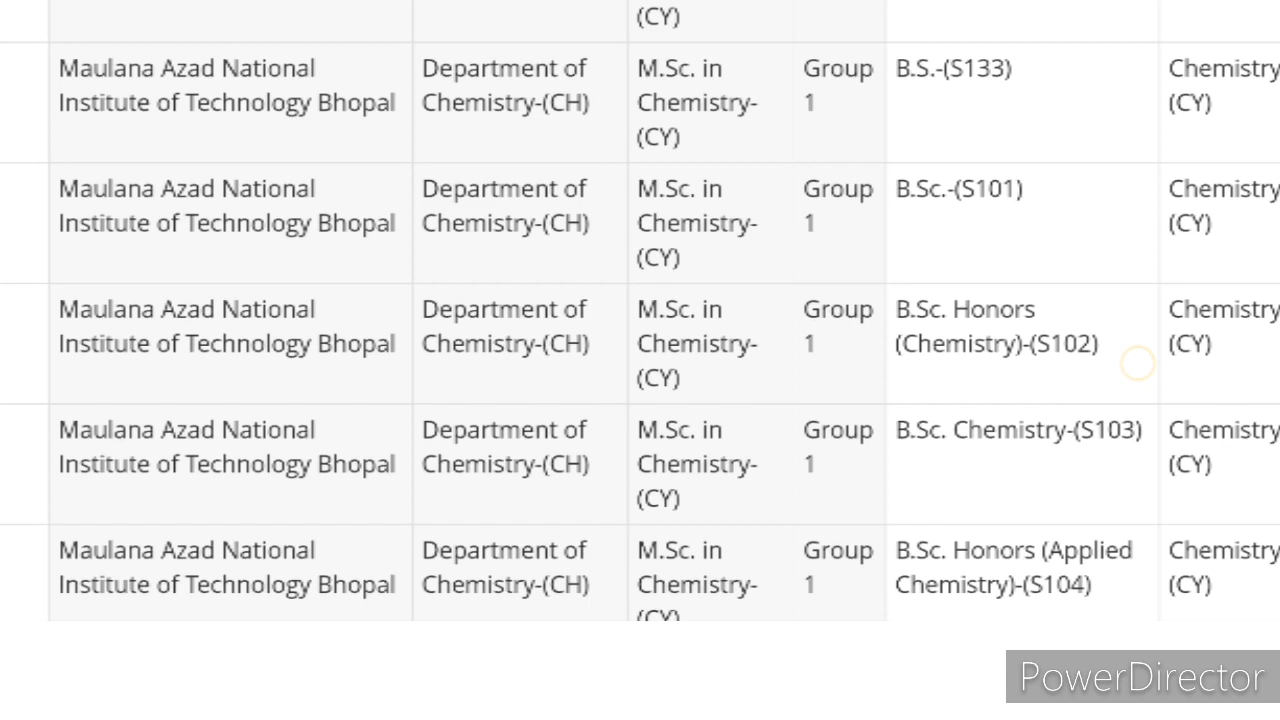 (CY)
Maulana Azad National Department of M.Sc. in Group B.S.-(S133) Chemistry
Institute of Technology Bhopal Chemistry-(CH) Chemistry- 1 (CY)
(CY)
Maulana Azad National Department of M.Sc. in Group B.Sc.-(S101) Chemistry
Institute of Technology Bhopal Chemistry-(CH) Chemistry- 1 (CY)
(CY)
Maulana Azad National Department of M.Sc. in Group B.Sc. Honors Chemistry
Institute of Technology Bhopal Chemistry-(CH) Chemistry- 1 (Chemistry)-(S102) (CY)
(CY)
Maulana Azad National Department of M.Sc. in Group B.Sc. Chemistry-(S103) Chemistry
Institute of Technology Bhopal Chemistry-(CH) Chemistry- 1 (CY)
(CY)
Maulana Azad National Department of M.Sc. in Group B.Sc. Honors (Applied Chemistry
Institute of Technology Bhopal Chemistry-(CH) Chemistry- 1 Chemistry)-(S104) (CY)
(CY)
PowerDirector